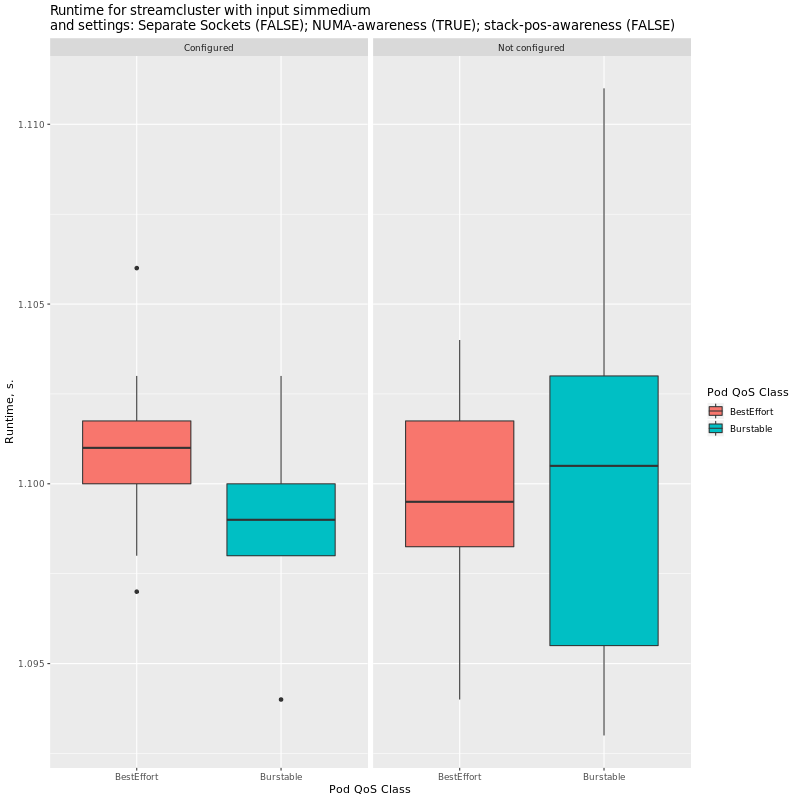 Runtime for streamcluster with input simmedium
and settings: Separate Sockets (FALSE); NUMA-awareness (TRUE); stack-pos-awareness (FALSE)
Configured
Not configured
1.110
1.105
1.100
1.095
Runtime, s.
BestEffort
Burstable
BestEffort
Burstable
Pod QoS Class
Pod QoS Class
BestEffort
Burstable